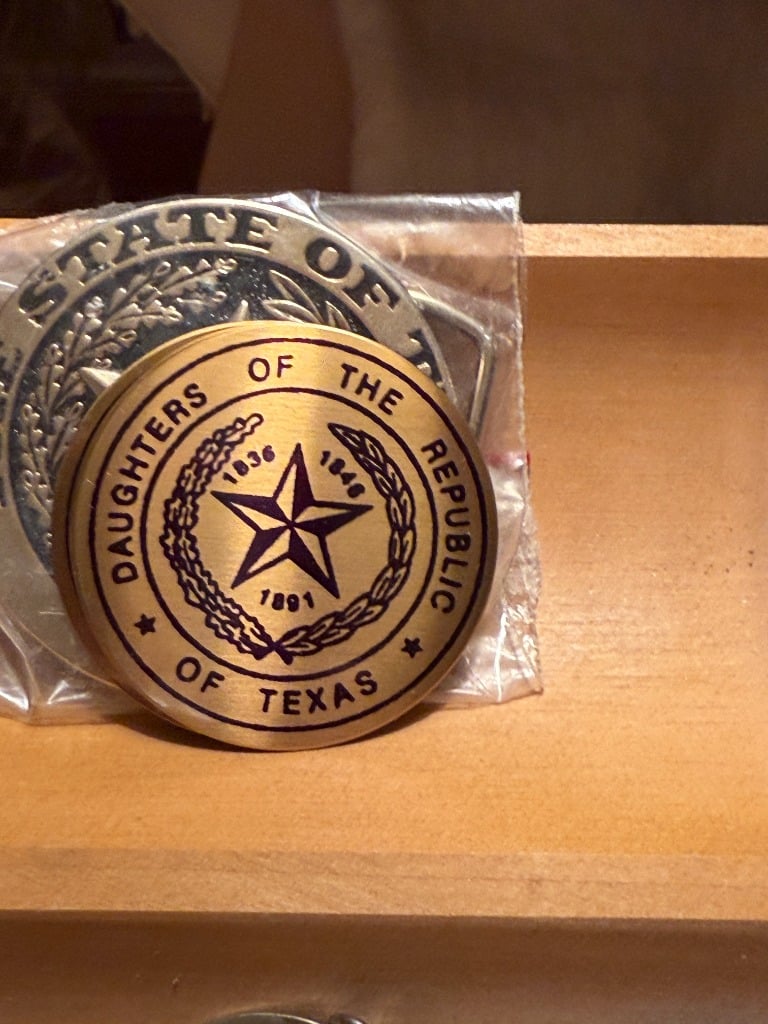 STATE OF
DAUGHTERS OF THE REPUBLIC
OF TEXAS
1836
1846
1891